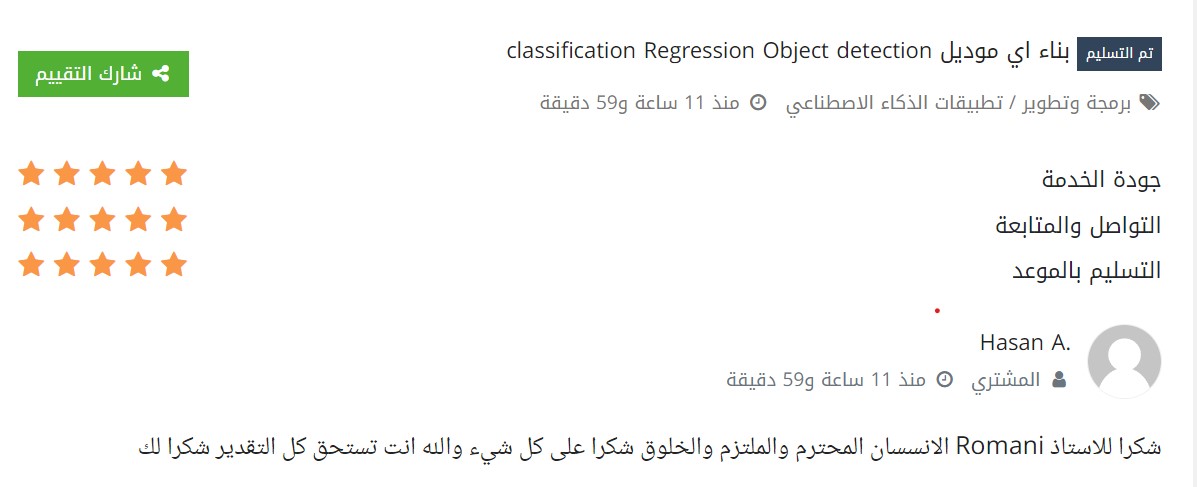 تم التسليم بناء اي موديل classification Regression Object detection
شارك التقييم
برمجة وتطوير / تطبيقات الذكاء الاصطناعي منذ 11 ساعة و59 دقيقة
جودة الخدمة
التواصل والمتابعة
التسليم بالموعد
Hasan A.
المشتري منذ 11 ساعة و59 دقيقة
شكرا للاستاذ Romani الانسسان المحترم والملتزم والخلوق شكرا على كل شيء والله انت تستحق كل التقدير شكرا لك